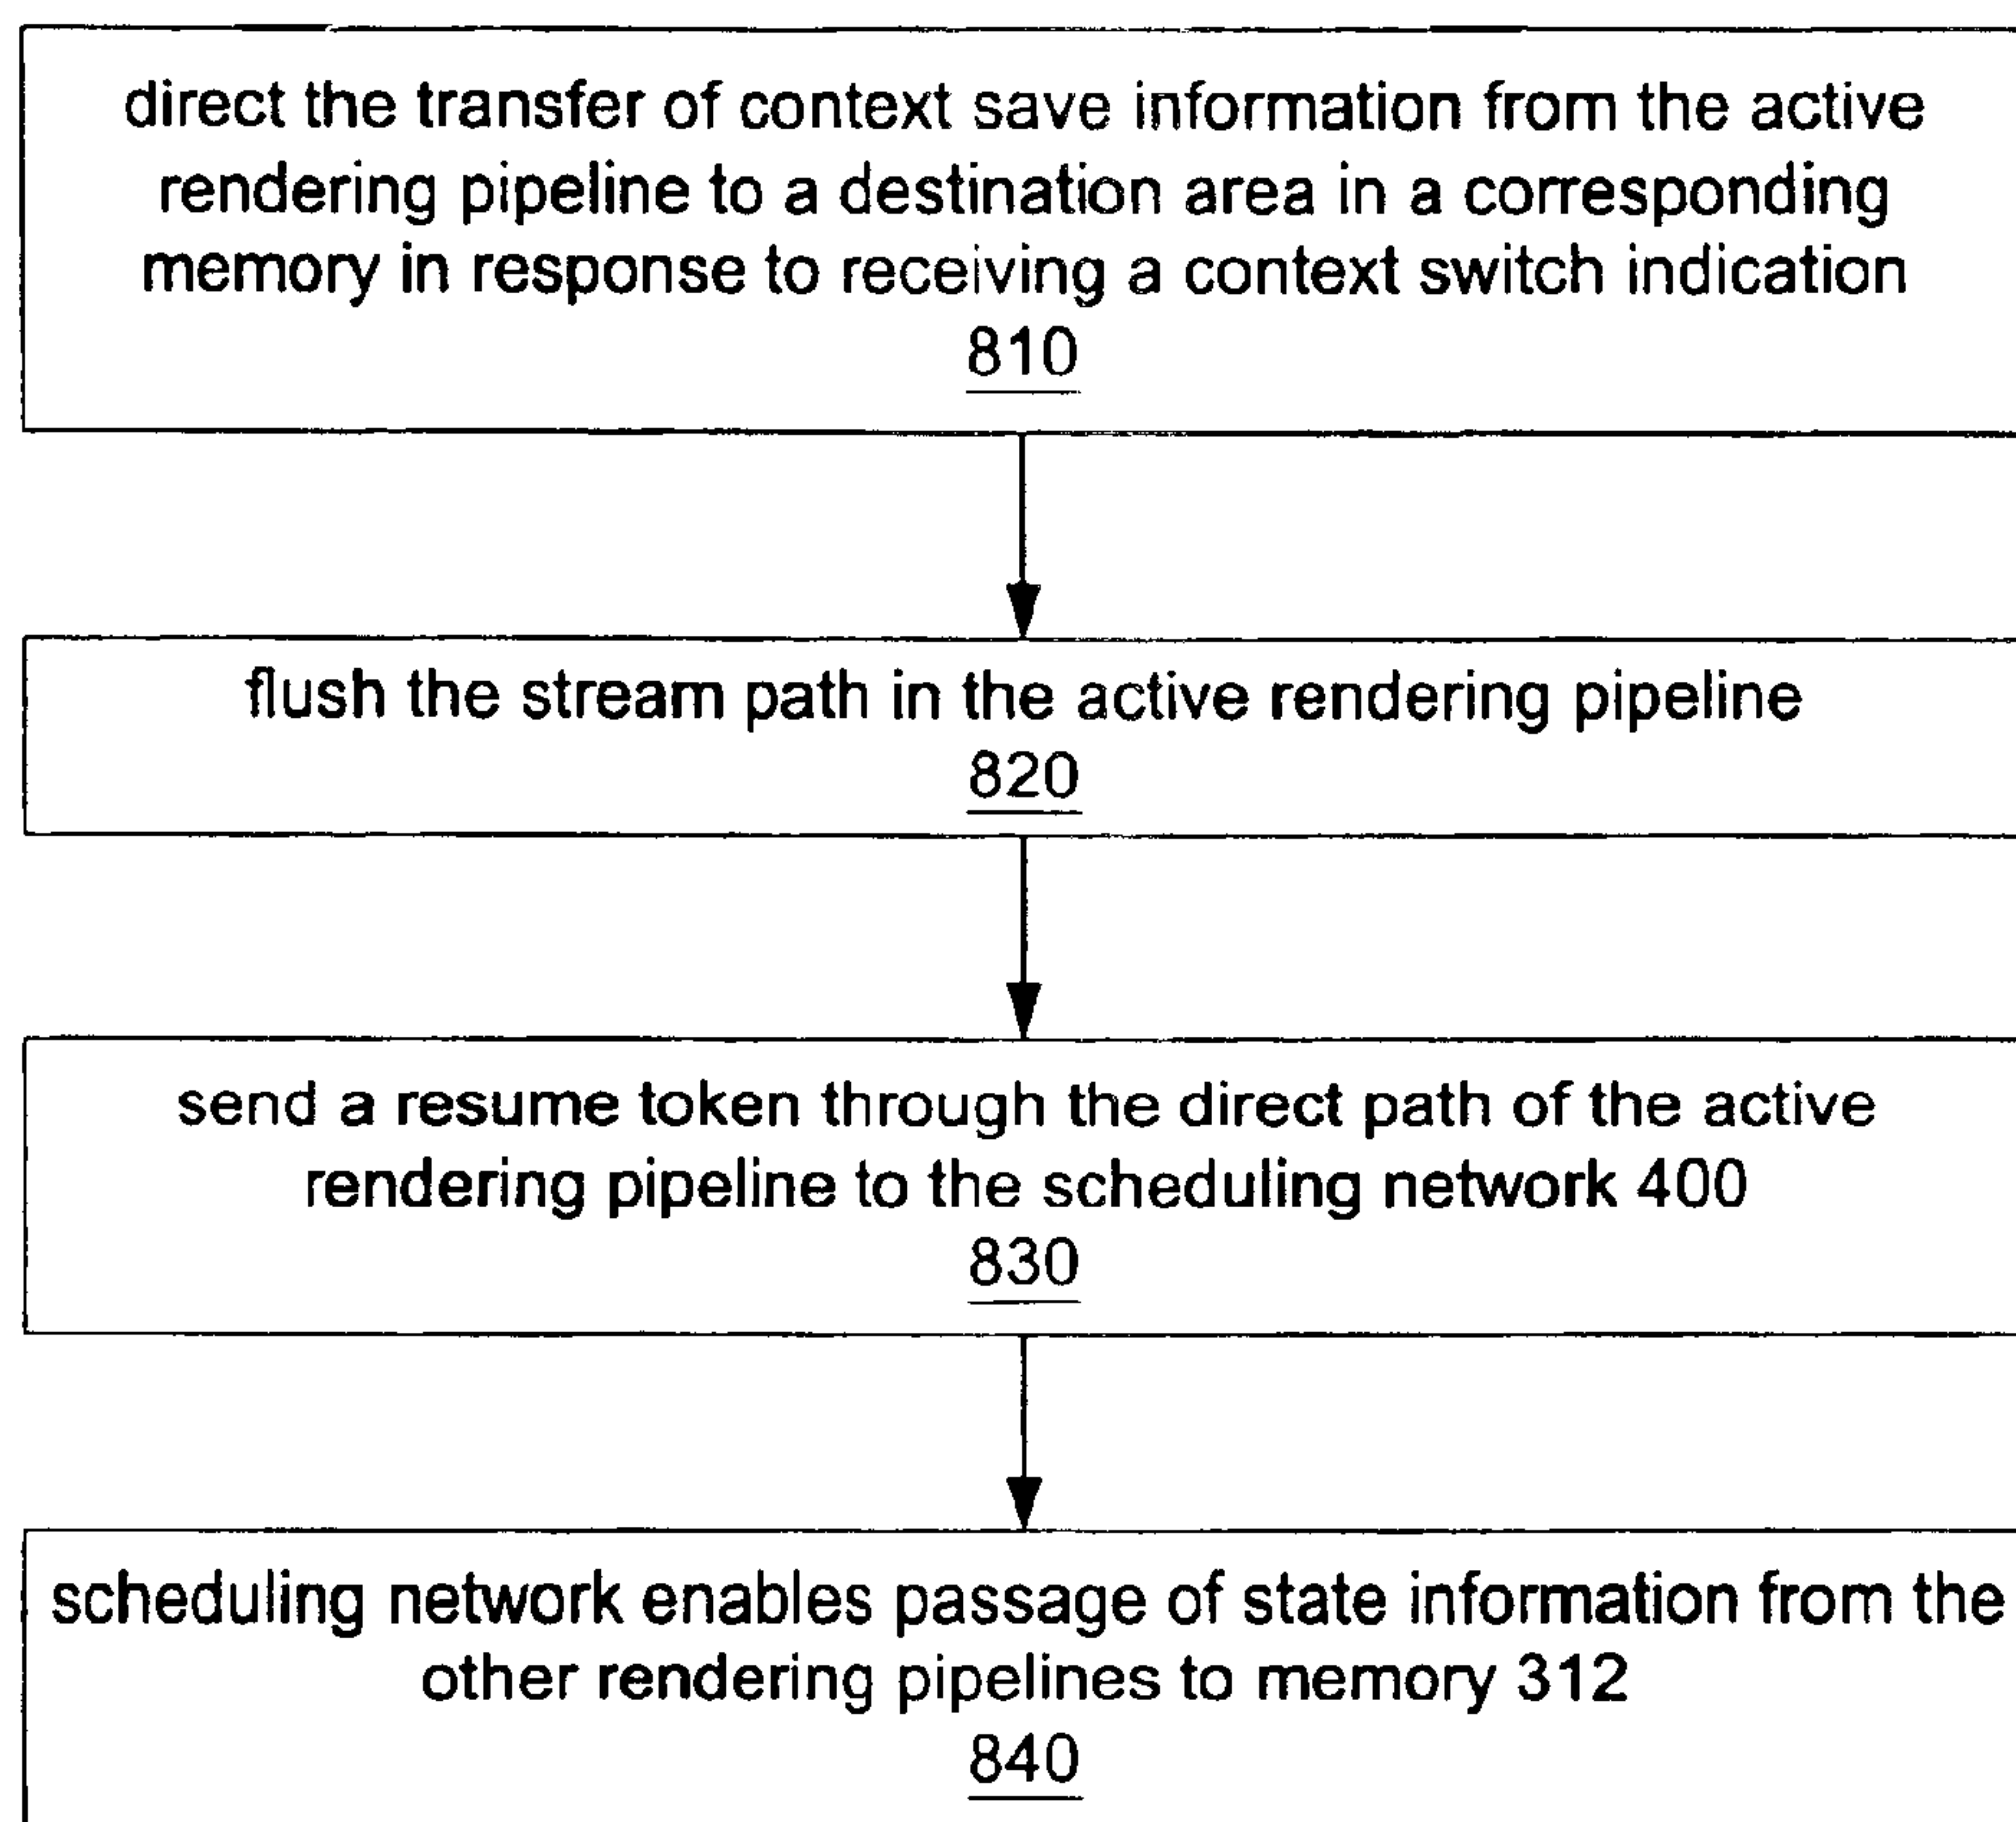 direct the transfer of context save information from the active
rendering pipeline to a destination area in a corresponding
memory in response to receiving a context switch indication
810
flush the stream path in the active rendering pipeline
820
send a resume token through the direct path of the active
rendering pipeline to the scheduling network 400
830
scheduling network enables passage of state information from the
other rendering pipelines to memory 312
840